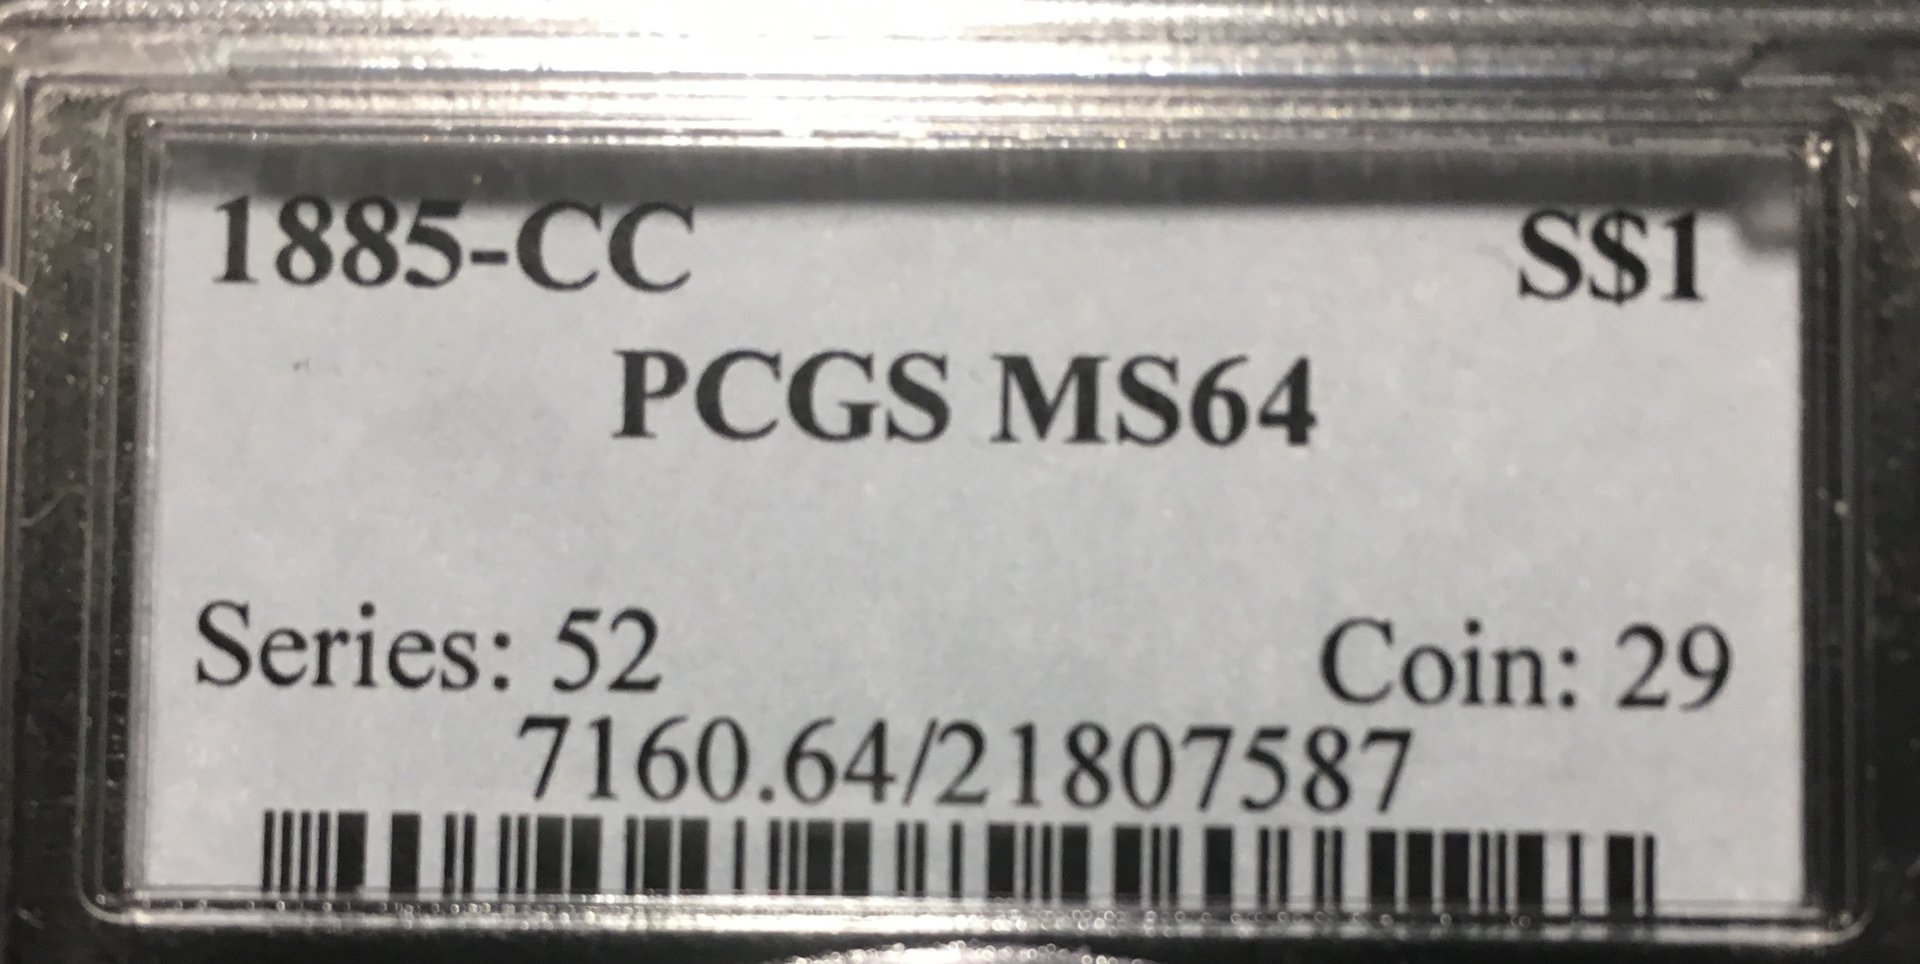 1885-CC S$1
PCGS MS64
Series: 52 Coin: 29
7160.64/21807587